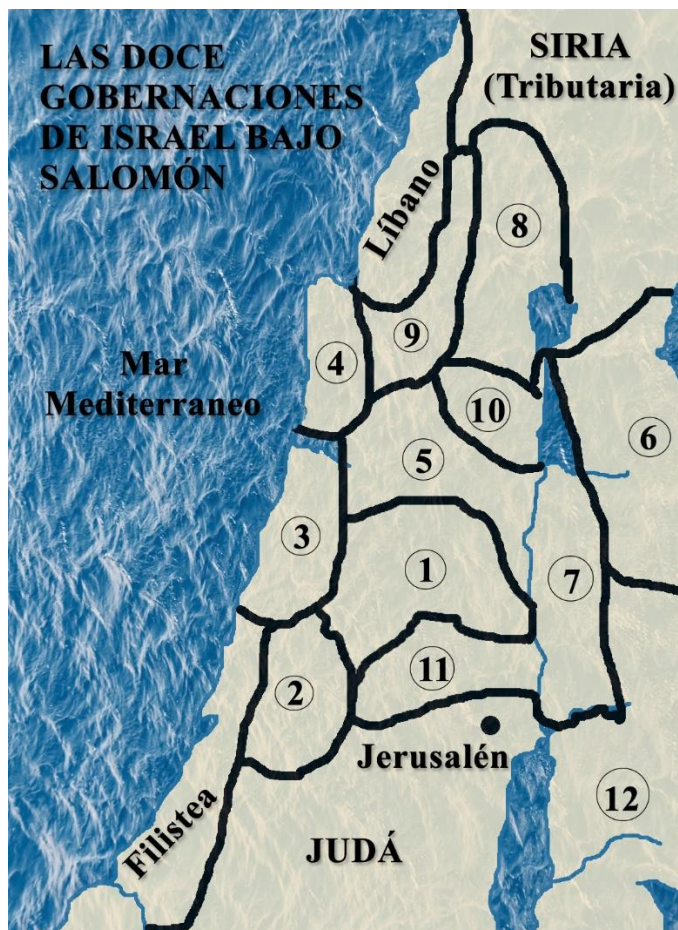 LAS DOCE
GOBERNACIONES
DE ISRAEL BAJO
SALOMÓN
SIRIA
(Tributaria)
Líbano
8
9
4
Mar
Mediterraneo
10
6
5
3
1
7
11
2
Jerusalén
12
Filistea
JUDÁ